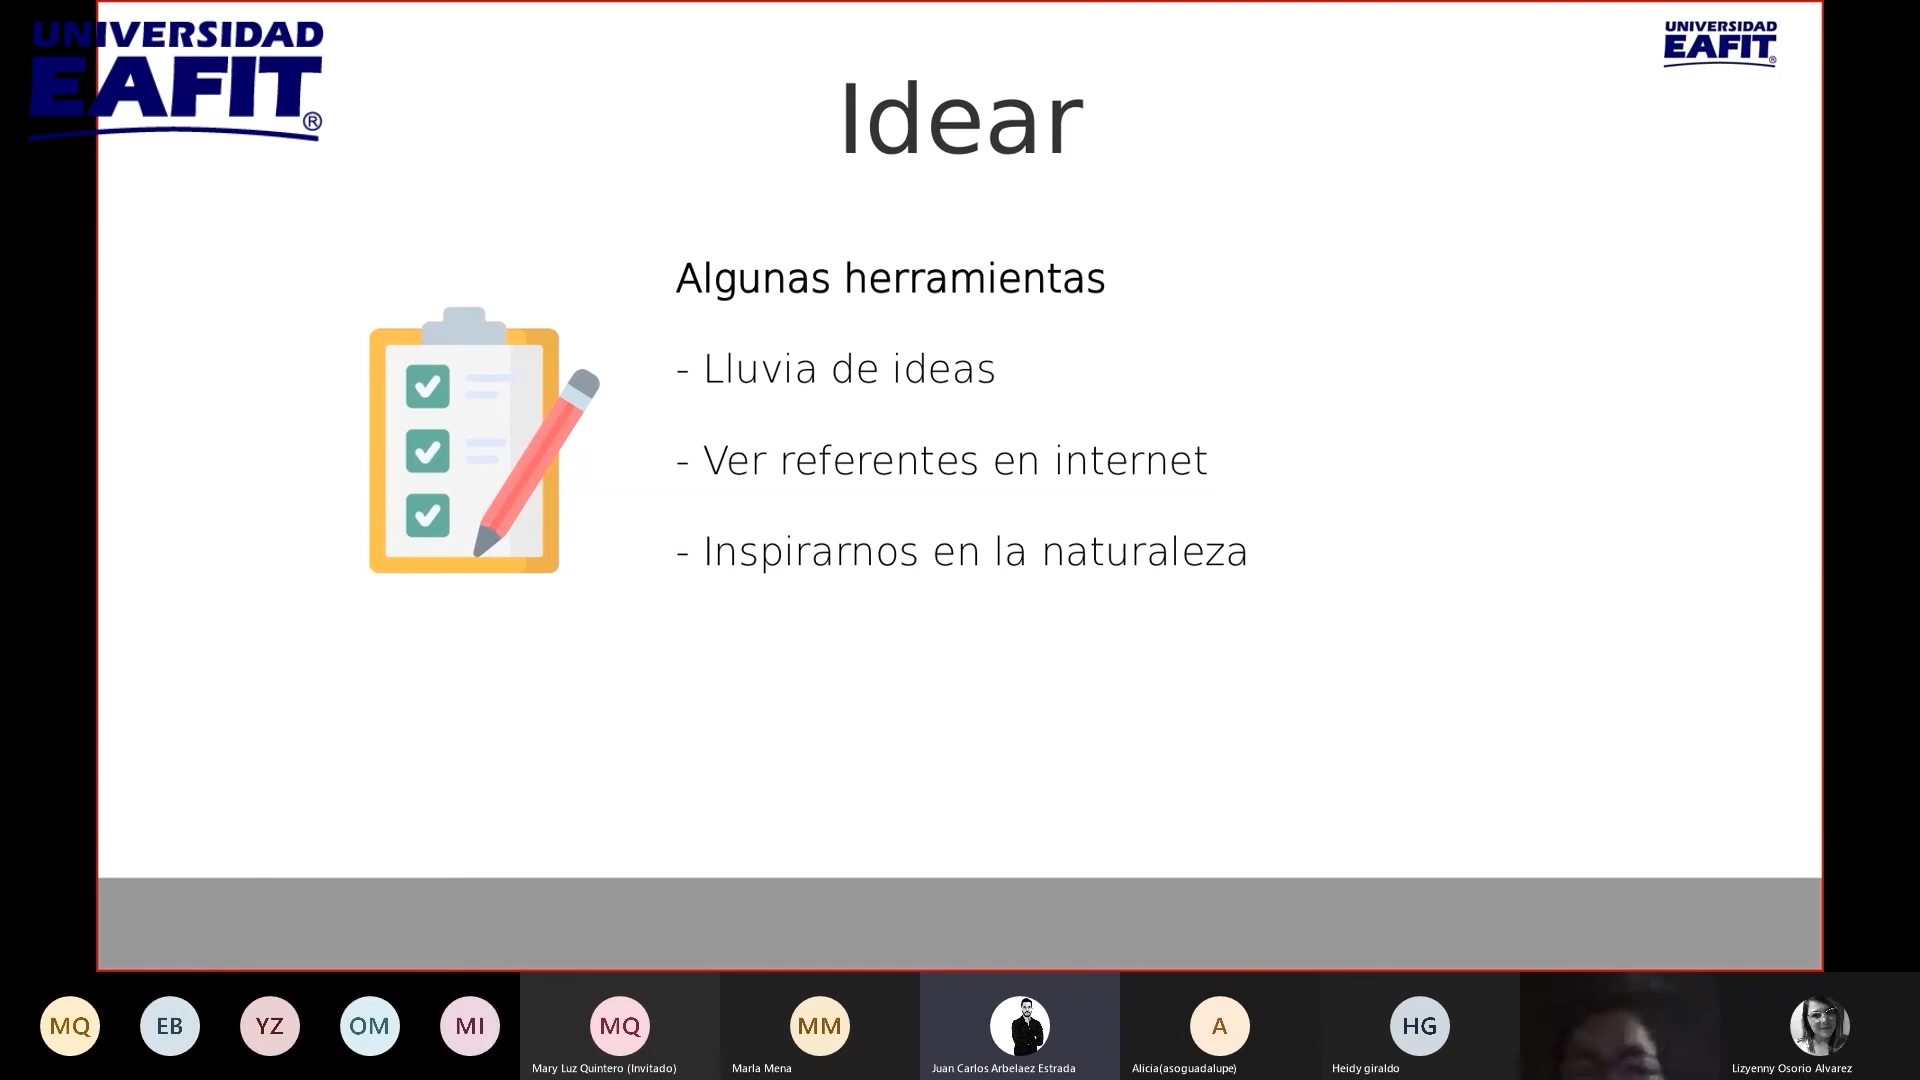 UNIVERSIDAD
EAFIT®
UNIVERSIDAD
EAFIT®
Idear
Algunas herramientas
- Lluvia de ideas
- Ver referentes en internet
- Inspirarnos en la naturaleza
MQ
EB
YZ
OM
MI
MQ
MM
A
HG
Mary Luz Quintero (Invitado)
Marla Mena
Juan Carlos Arbelaez Estrada
Alicia(asoguadalupe)
Heidy giraldo
Lizyenny Osorio Alvarez